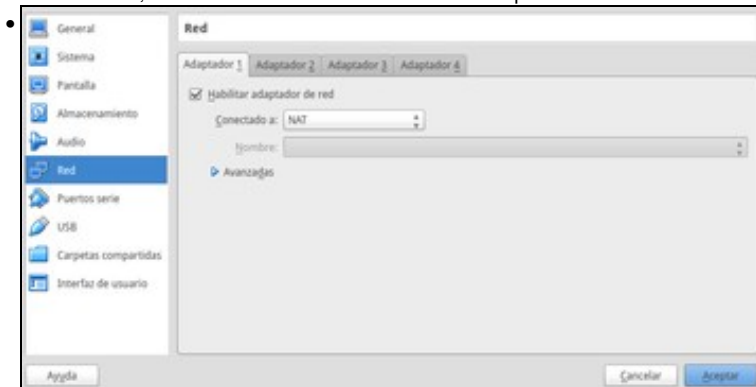 General
Sistema
Pantalla
Almacenamiento
Audio
Red
Puertos serie
USB
Carpetas compartidas
Interfaz de usuario
Red
Adaptador 1 Adaptador 2 Adaptador 3 Adaptador 4
Habilitar adaptador de red
Conectado a: NAT
Nombre:
Avanzadas
Ayuda Cancelar Aceptar